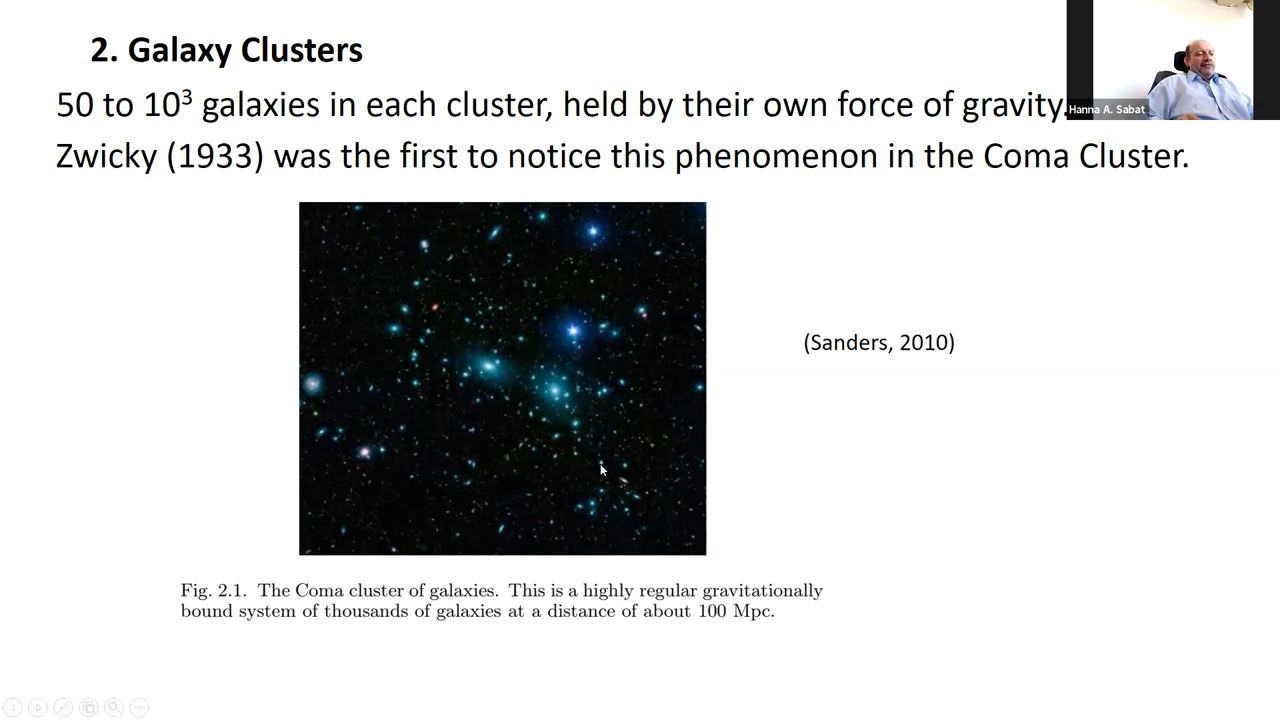 2. Galaxy Clusters
50 to 10³ galaxies in each cluster, held by their own force of gravity.
Hanna A. Sabat
Zwicky (1933) was the first to notice this phenomenon in the Coma Cluster.
(Sanders, 2010)
Fig. 2.1. The Coma cluster of galaxies. This is a highly regular gravitationally
bound system of thousands of galaxies at a distance of about 100 Mpc.